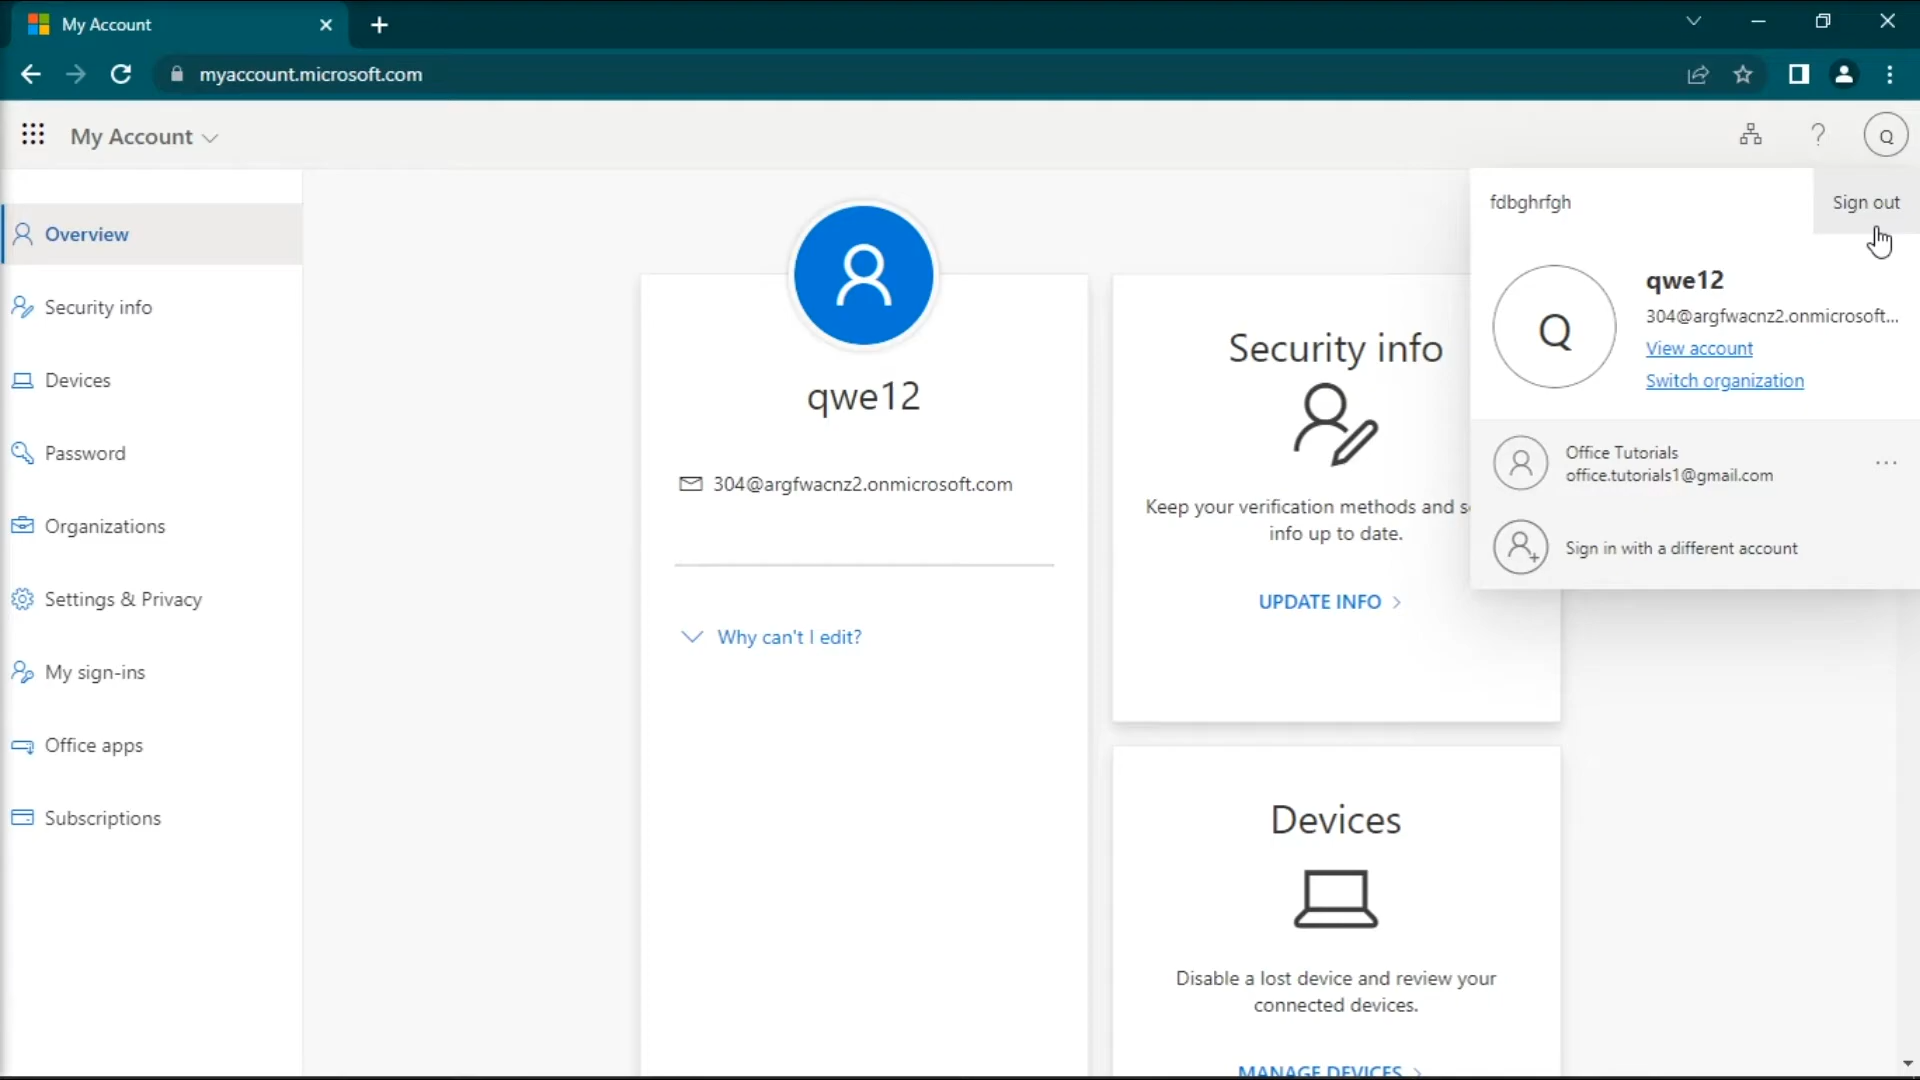 My Account
myaccount.microsoft.com
My Account
?
Q
Overview
Security info
Devices
Password
Organizations
Settings & Privacy
My sign-ins
Office apps
Subscriptions
qwe12
304@argfwacnz2.onmicrosoft.com
Why can't I edit?
Security info
Keep your verification methods and
info up to date.
UPDATE INFO
Devices
Disable a lost device and review your
connected devices.
MANAGE DEVICES
fdbghrfgh
Sign out
Q
qwe12
304@argfwacnz2.onmicrosoft...
View account
Switch organization
Office Tutorials
office.tutorials1@gmail.com
...
Sign in with a different account